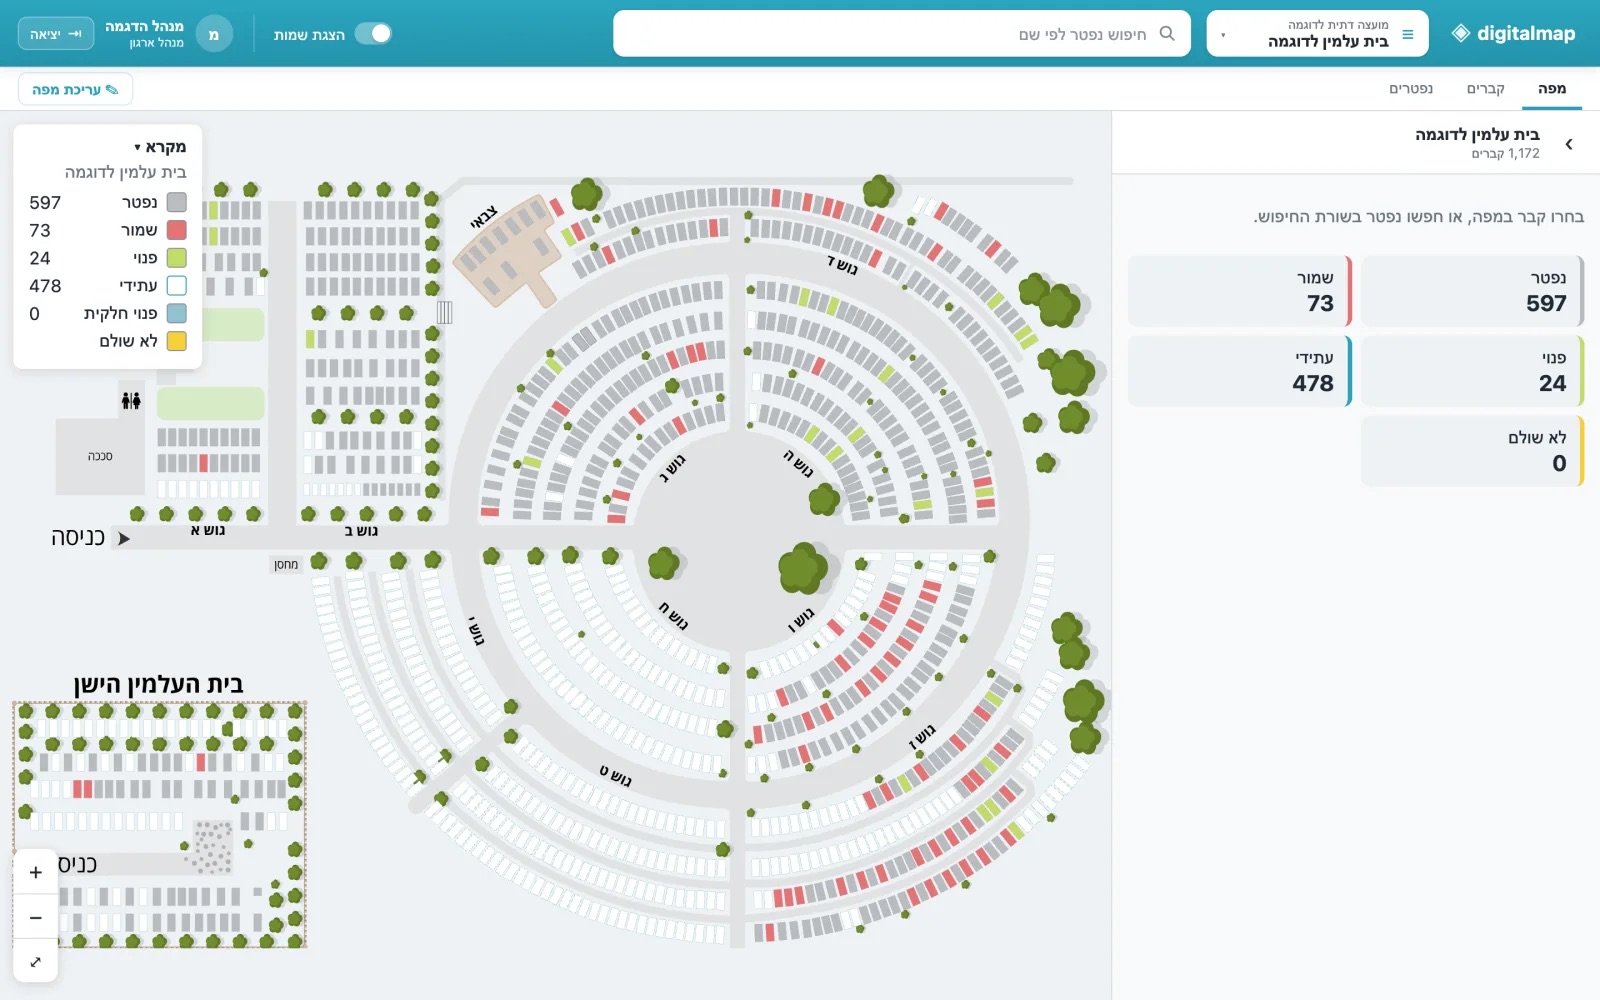 digitalmap
מועצה דתית לדוגמה
בית עלמין לדוגמה
חיפוש נפטר לפי שם
הצגת שמות
מנהל הדגמה
מנהל ארגון
מ
יציאה
מפה
קברים
נפטרים
עריכת מפה
בית עלמין לדוגמה
1,172 קברים
בחרו קבר במפה, או חפשו נפטר בשורת החיפוש.
נפטר
597
שמור
73
פנוי
24
עתידי
478
לא שולם
0
מקרא
בית עלמין לדוגמה
נפטר 597
שמור 73
פנוי 24
עתידי 478
פנוי חלקית 0
לא שולם
צבאי
גוש ד
גוש ג
גוש ה
סככה
גוש א
גוש ב
כניסה
מחסן
גוש י
גוש ח
גוש ו
גוש ז
גוש ט
בית העלמין הישן
כניס
+
−